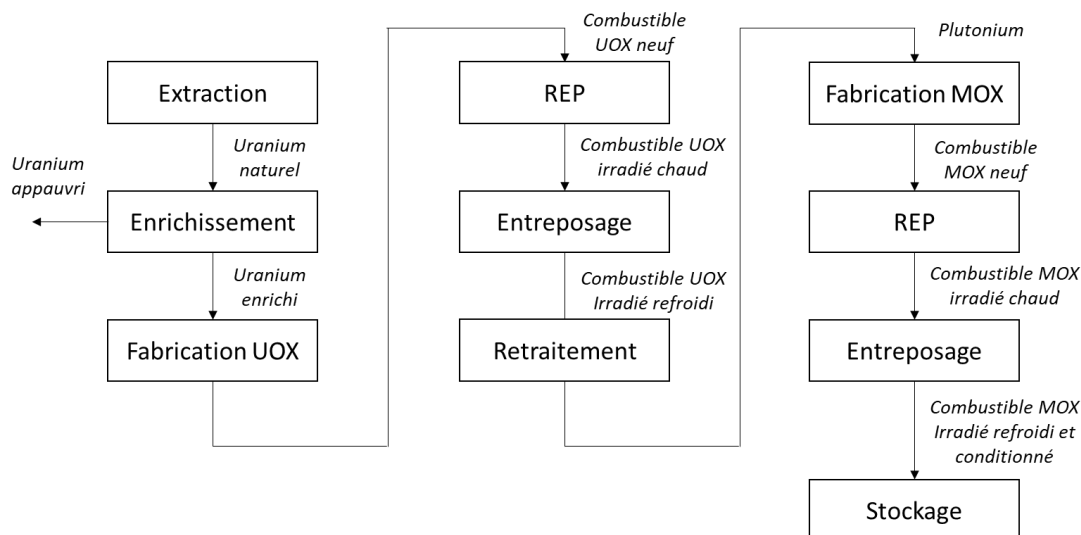 Extraction
Uranium
naturel
Uranium
appauvri
Enrichissement
Uranium
enrichi
Fabrication UOX
Combustible
UOX neuf
REP
Combustible UOX
irradié chaud
Entreposage
Combustible UOX
Irradié refroidi
Retraitement
Plutonium
Fabrication MOX
Combustible
MOX neuf
REP
Combustible MOX
irradié chaud
Entreposage
Combustible MOX
Irradié refroidi et
conditionné
Stockage